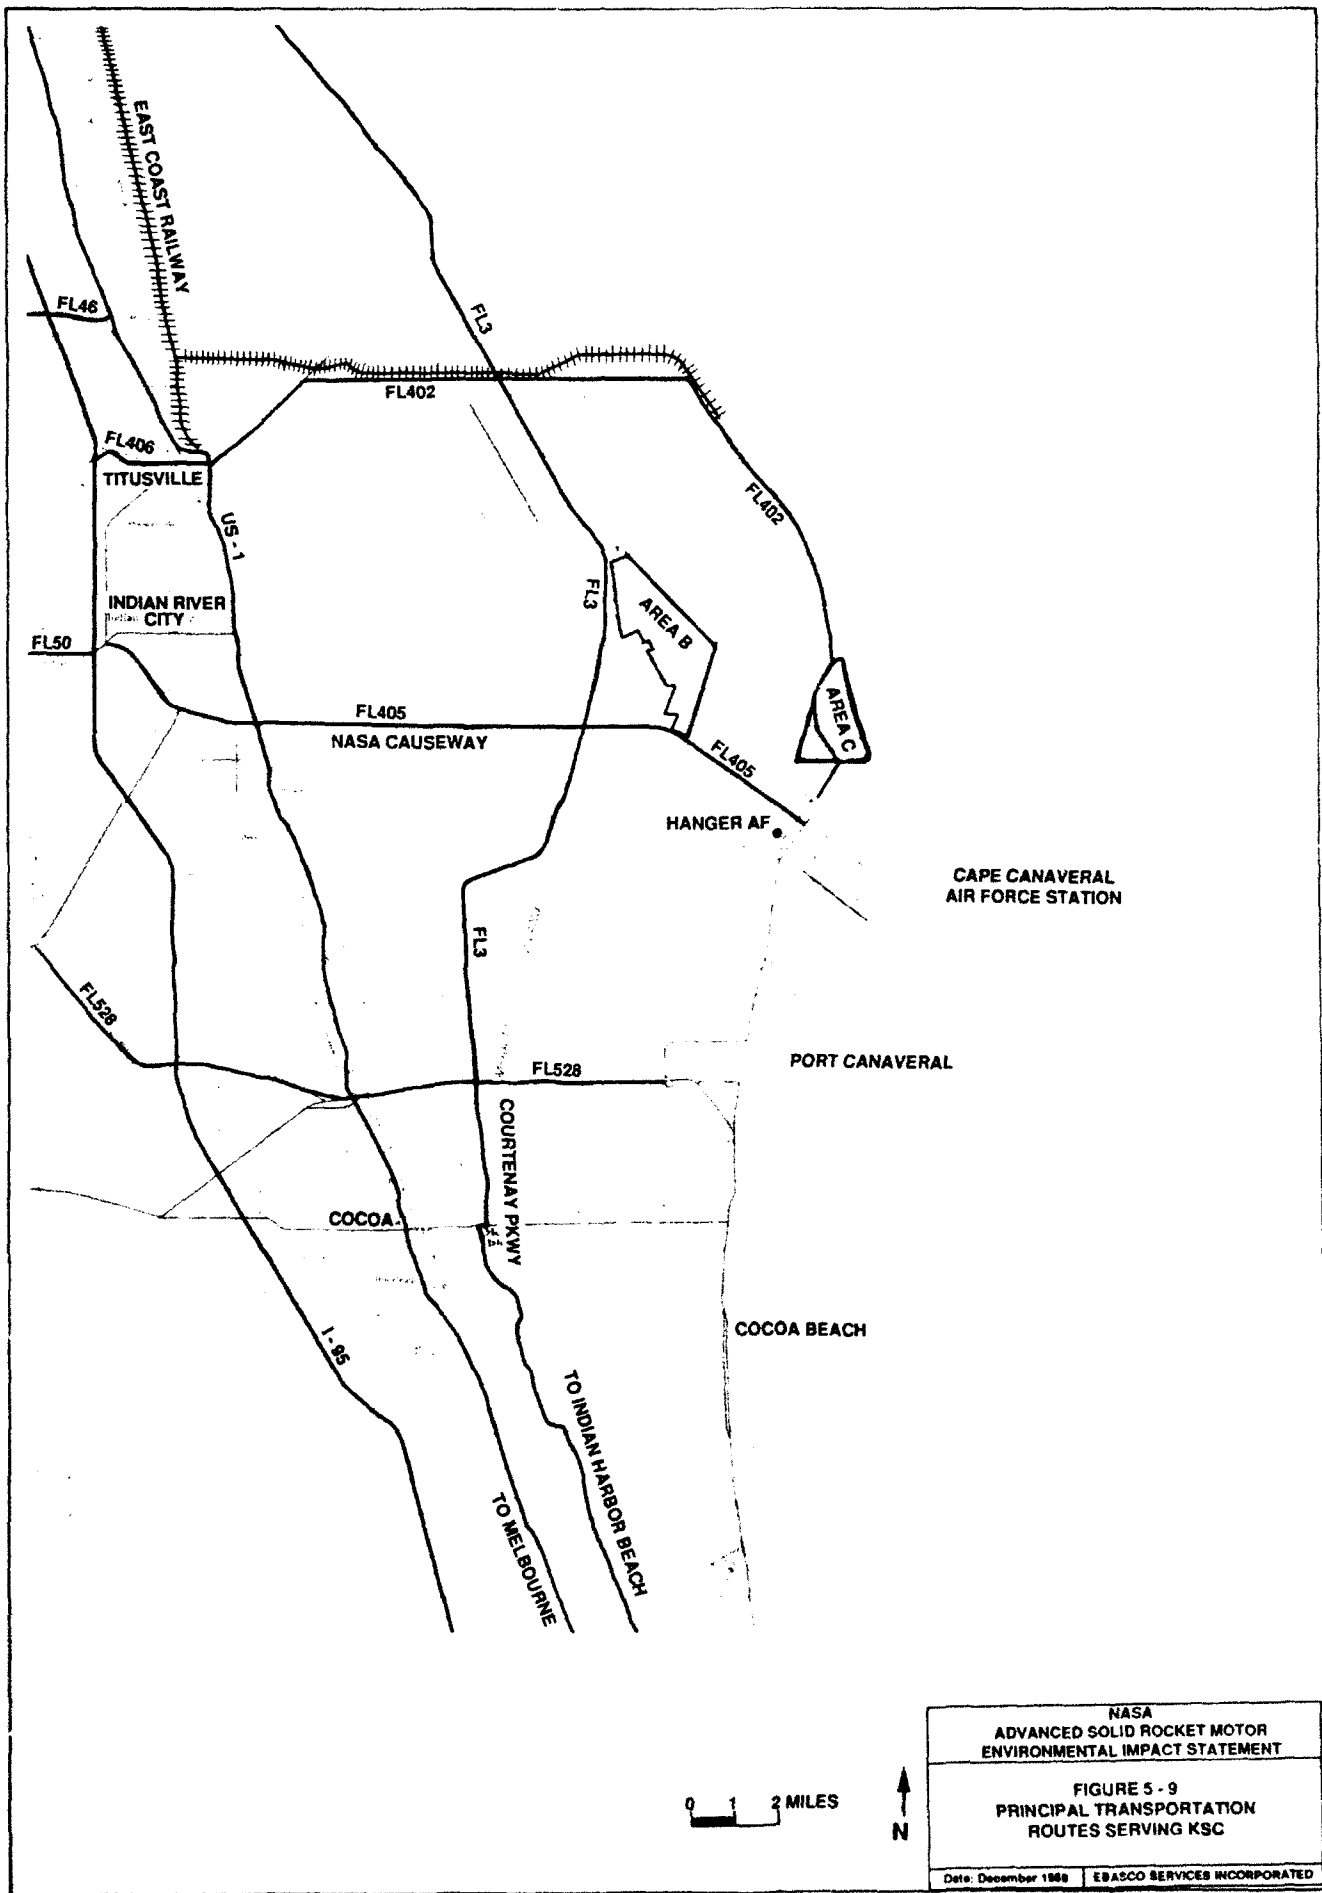 EAST COAST RAILWAY
FL46
FL3
FL402
FL406
TITUSVILLE
FL402
US - 1
INDIAN RIVER
CITY
FL3
AREA B
FL50
AREA C
FL405
NASA CAUSEWAY
FL405
HANGER AF
CAPE CANAVERAL
AIR FORCE STATION
FL3
FL528
PORT CANAVERAL
FL528
COURTENAY PKWY
COCOA
COCOA BEACH
I - 95
TO INDIAN HARBOR BEACH
TO MELBOURNE
0 1 2 MILES
N
NASA
ADVANCED SOLID ROCKET MOTOR
ENVIRONMENTAL IMPACT STATEMENT
FIGURE 5 - 9
PRINCIPAL TRANSPORTATION
ROUTES SERVING KSC
Date: December
EBASCO SERVICES INCORPORATED